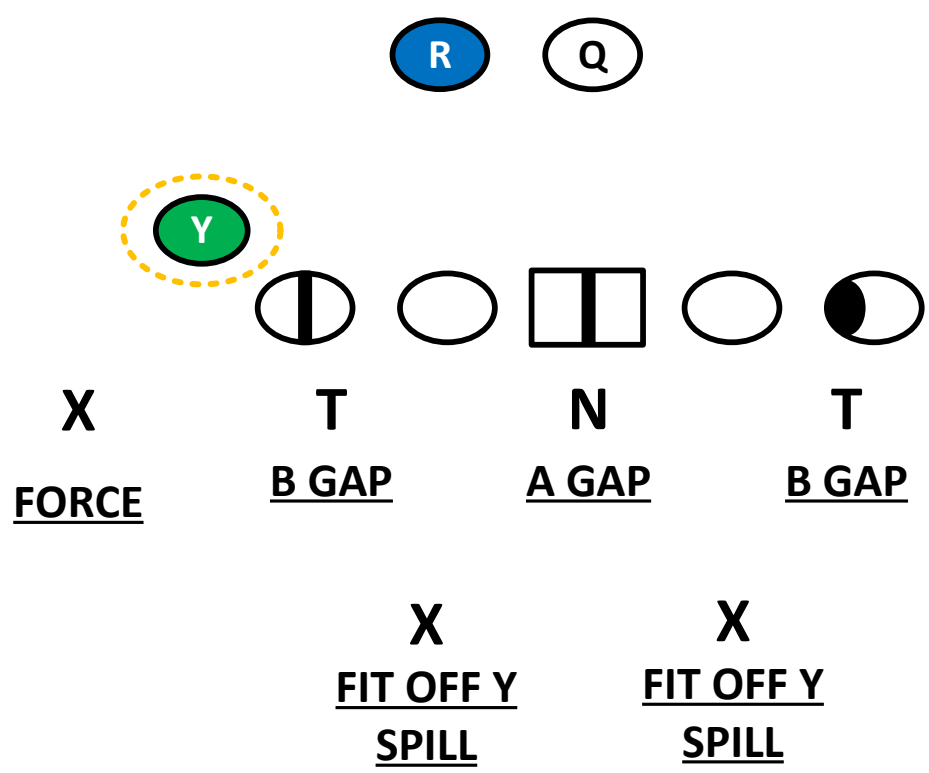 R Q
Y
X T N T
FORCE B GAP A GAP B GAP
X X
FIT OFF Y FIT OFF Y
SPILL SPILL